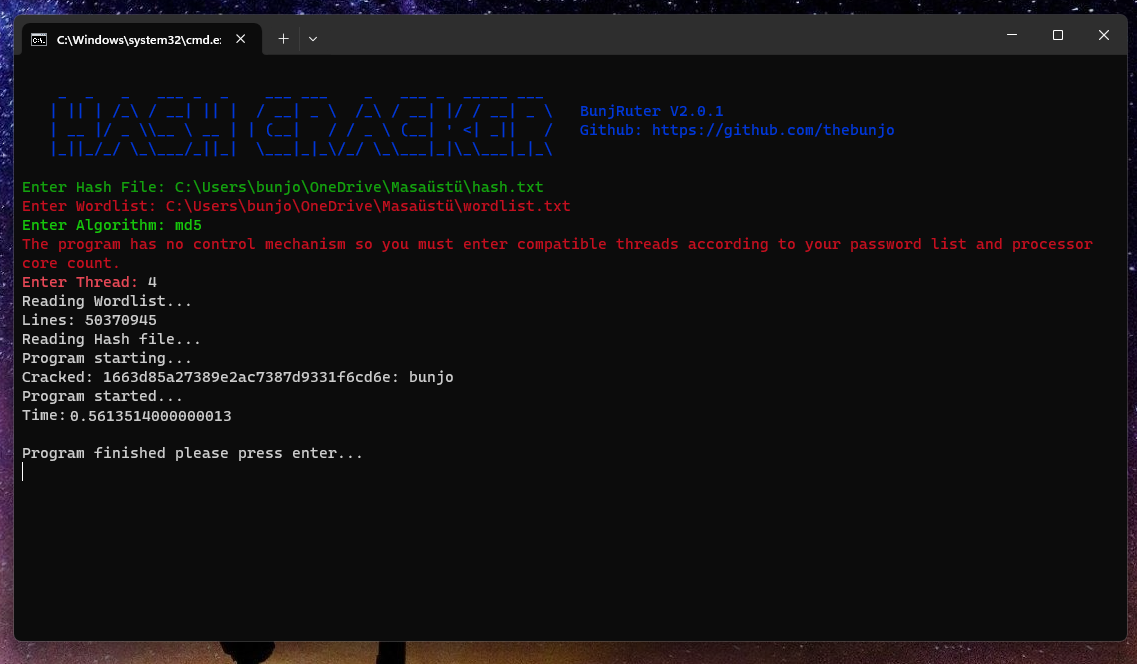 C:\Windows\system32\cmd.e:
HASH CRACKER
BunjRuter V2.0.1
Github: https://github.com/thebunjo
Enter Hash File: C:\Users\bunjo\OneDrive\Masaüstü\hash.txt
Enter Wordlist: C:\Users\bunjo\OneDrive\Masaüstü\wordlist.txt
Enter Algorithm: md5
The program has no control mechanism so you must enter compatible threads according to your password list and processor
core count.
Enter Thread: 4
Reading Wordlist...
Lines: 50370945
Reading Hash file...
Program starting...
Cracked: 1663d85a27389e2ac7387d9331f6cd6e: bunjo
Program started...
Time: 0.5613514000000013
Program finished please press enter...